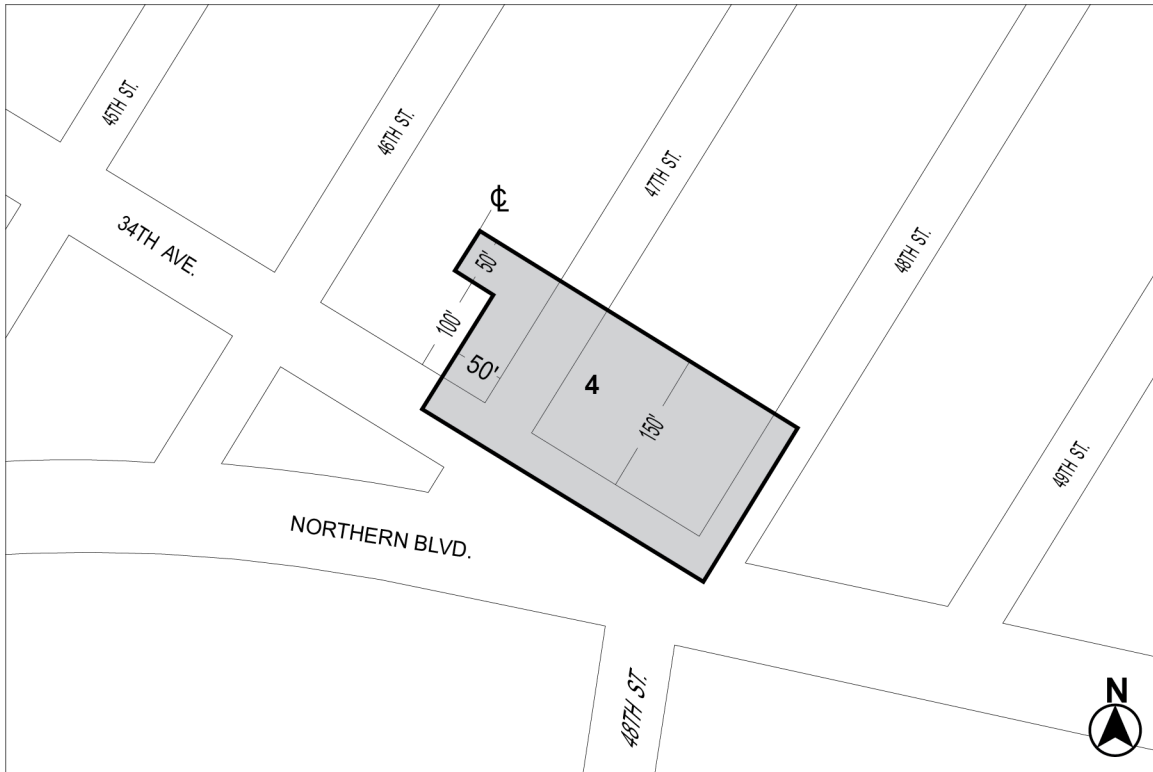 45TH ST.
46TH ST.
47TH ST.
48TH ST.
49TH ST.
34TH AVE.
℄
50'
100'
50'
4
150'
NORTHERN BLVD.
48TH ST.
N